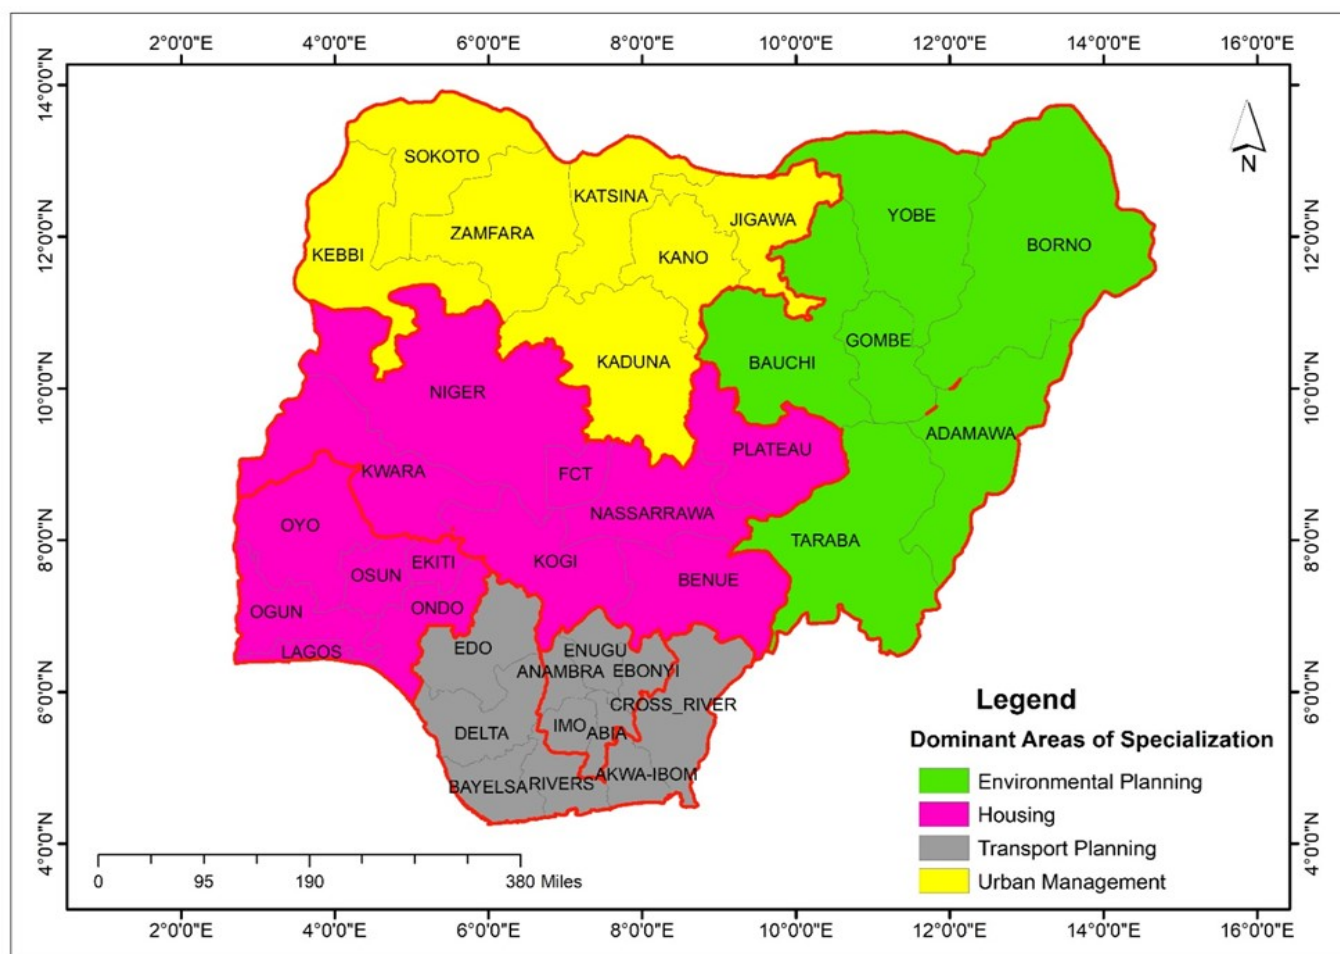 2°0'0"E 4°0'0"E 6°0'0"E 8°0'0"E 10°0'0"E 12°0'0"E 14°0'0"E 16°0'0"E
14°0'0"N
12°0'0"N
10°0'0"N
8°0'0"N
6°0'0"N
4°0'0"N
N
SOKOTO
KATSINA
JIGAWA
YOBE
ZAMFARA
BORNO
KEBBI
KANO
GOMBE
KADUNA
BAUCHI
NIGER
ADAMAWA
PLATEAU
KWARA
FCT
NASSARRAWA
OYO
TARABA
KOGI
EKITI
OSUN
BENUE
OGUN
ONDO
LAGOS
EDO
ENUGU
ANAMBRA
EBONYI
CROSS_RIVER
IMO
DELTA
ABIA
AKWA-IBOM
BAYELSA
RIVERS
Legend
Dominant Areas of Specialization
Environmental Planning
Housing
Transport Planning
Urban Management
0 95 190 380 Miles
12°0'0"N
10°0'0"N
8°0'0"N
6°0'0"N
4°0'0"N
2°0'0"E 4°0'0"E 6°0'0"E 8°0'0"E 10°0'0"E 12°0'0"E 14°0'0"E 16°0'0"E